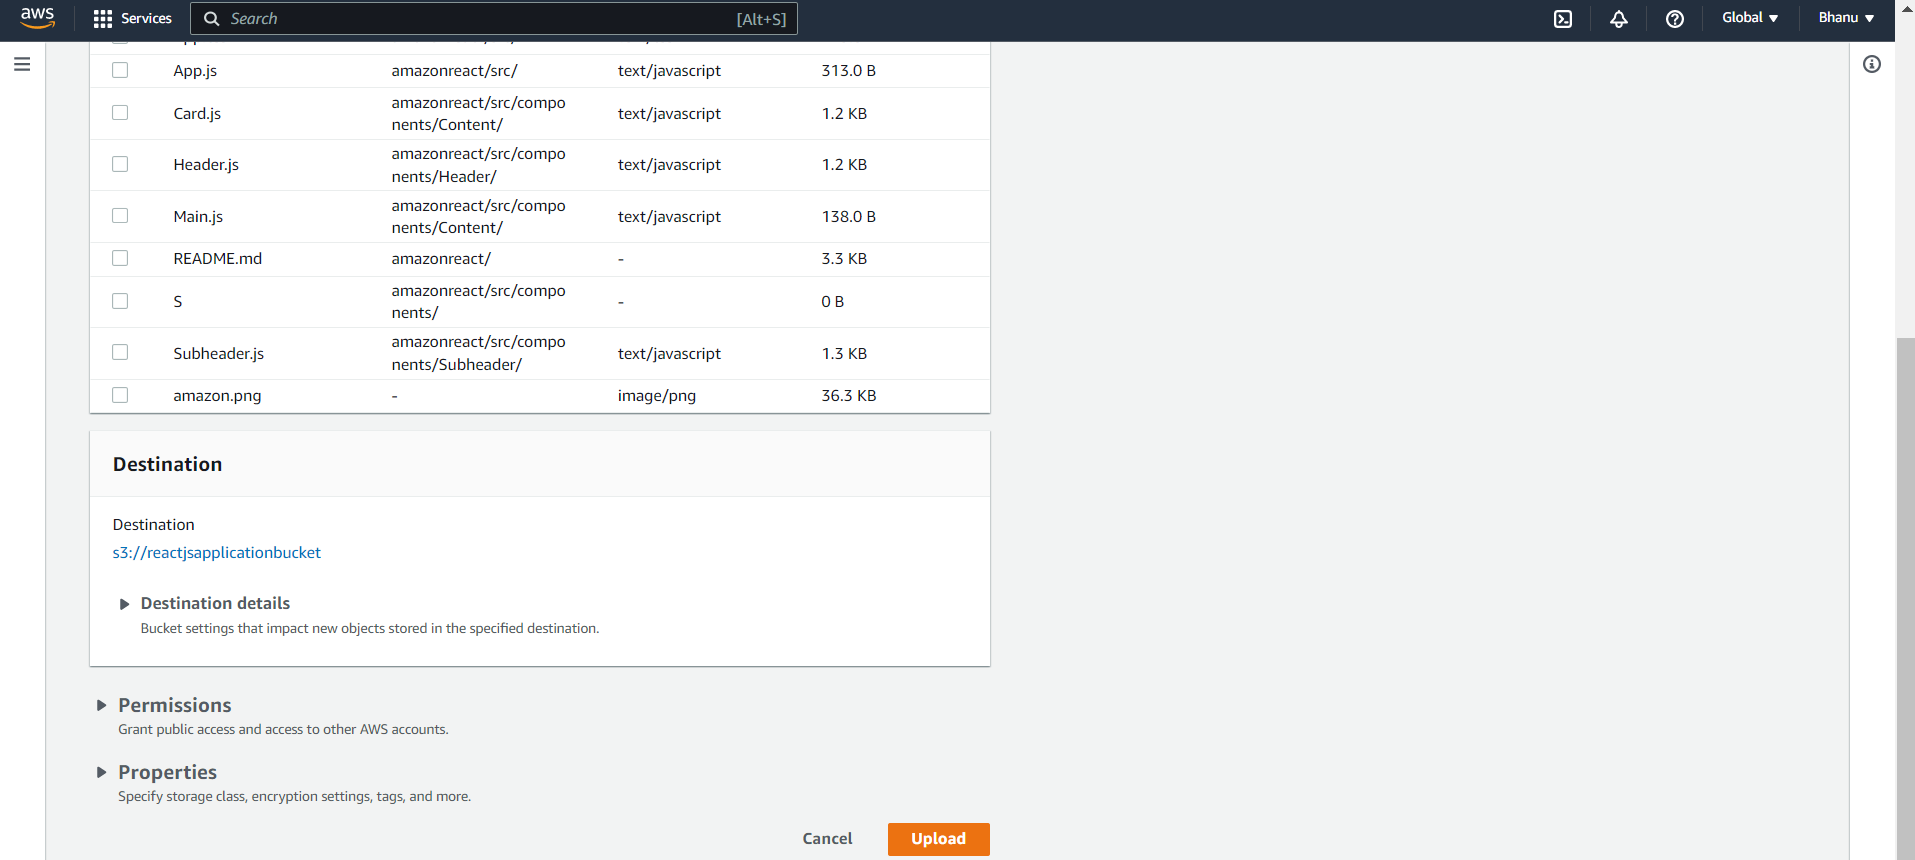 aws Services Search [Alt+S] Global Bhanu
App.js amazonreact/src/ text/javascript 313.0 B
Card.js amazonreact/src/compo text/javascript 1.2 KB
nents/Content/
Header.js amazonreact/src/compo text/javascript 1.2 KB
nents/Header/
Main.js amazonreact/src/compo text/javascript 138.0 B
nents/Content/
README.md amazonreact/ - 3.3 KB
S amazonreact/src/compo - 0 B
nents/
Subheader.js amazonreact/src/compo text/javascript 1.3 KB
nents/Subheader/
amazon.png - image/png 36.3 KB
Destination
Destination
s3://reactjsapplicationbucket
Destination details
Bucket settings that impact new objects stored in the specified destination.
Permissions
Grant public access and access to other AWS accounts.
Properties
Specify storage class, encryption settings, tags, and more.
Cancel Upload